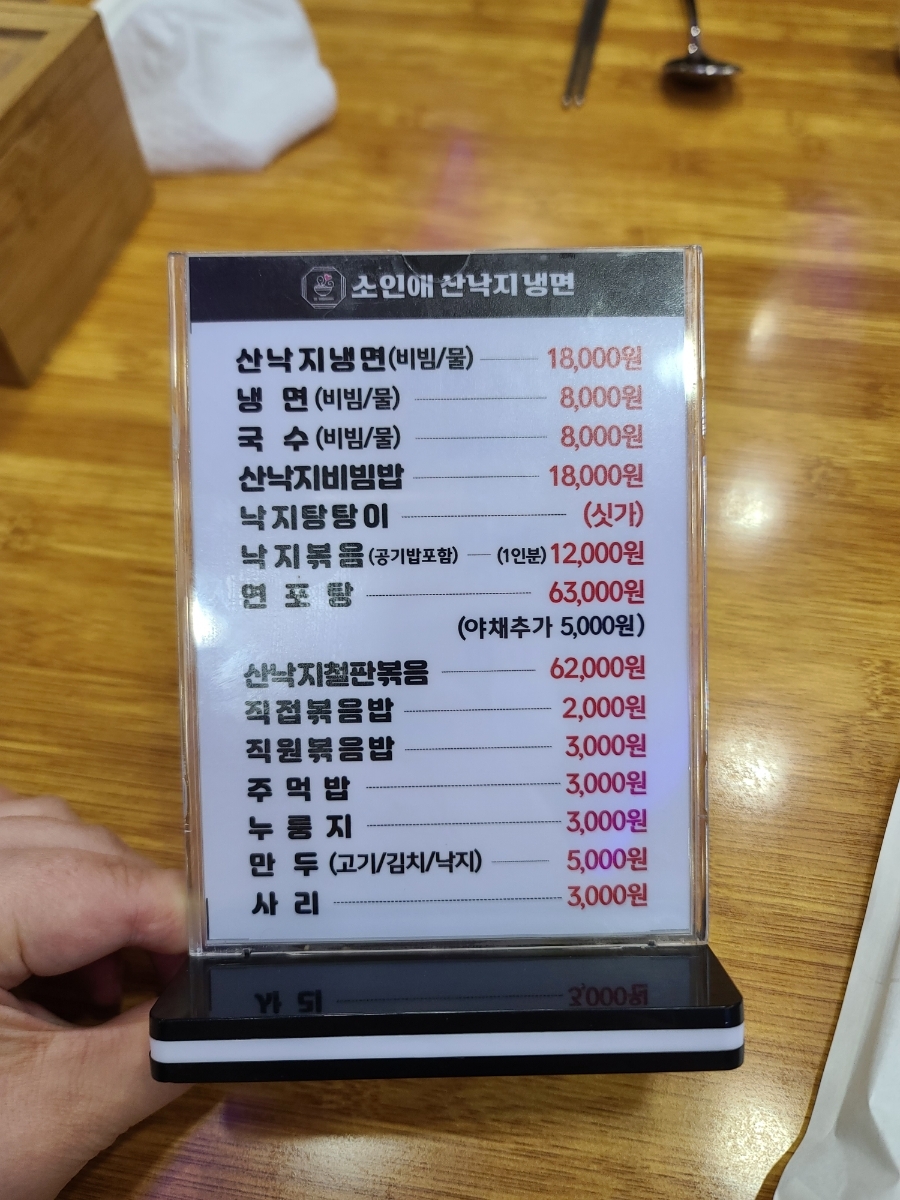 소인애 산낙지 냉면
산낙지냉면(비빔/물) 18,000원
냉면 (비빔/물) 8,000원
국수 (비빔/물) 8,000원
산낙지비빔밥 18,000원
낙지탕탕이 (싯가)
낙지볶음(공기밥포함) (1인분)12,000원
연포탕 63,000원
(야채추가 5,000원)
산낙지철판볶음 62,000원
직접볶음밥 2,000원
직원볶음밥 3,000원
주먹밥 3,000원
누룽지 3,000원
만두 (고기/김치/낙지) 5,000원
사리 3,000원